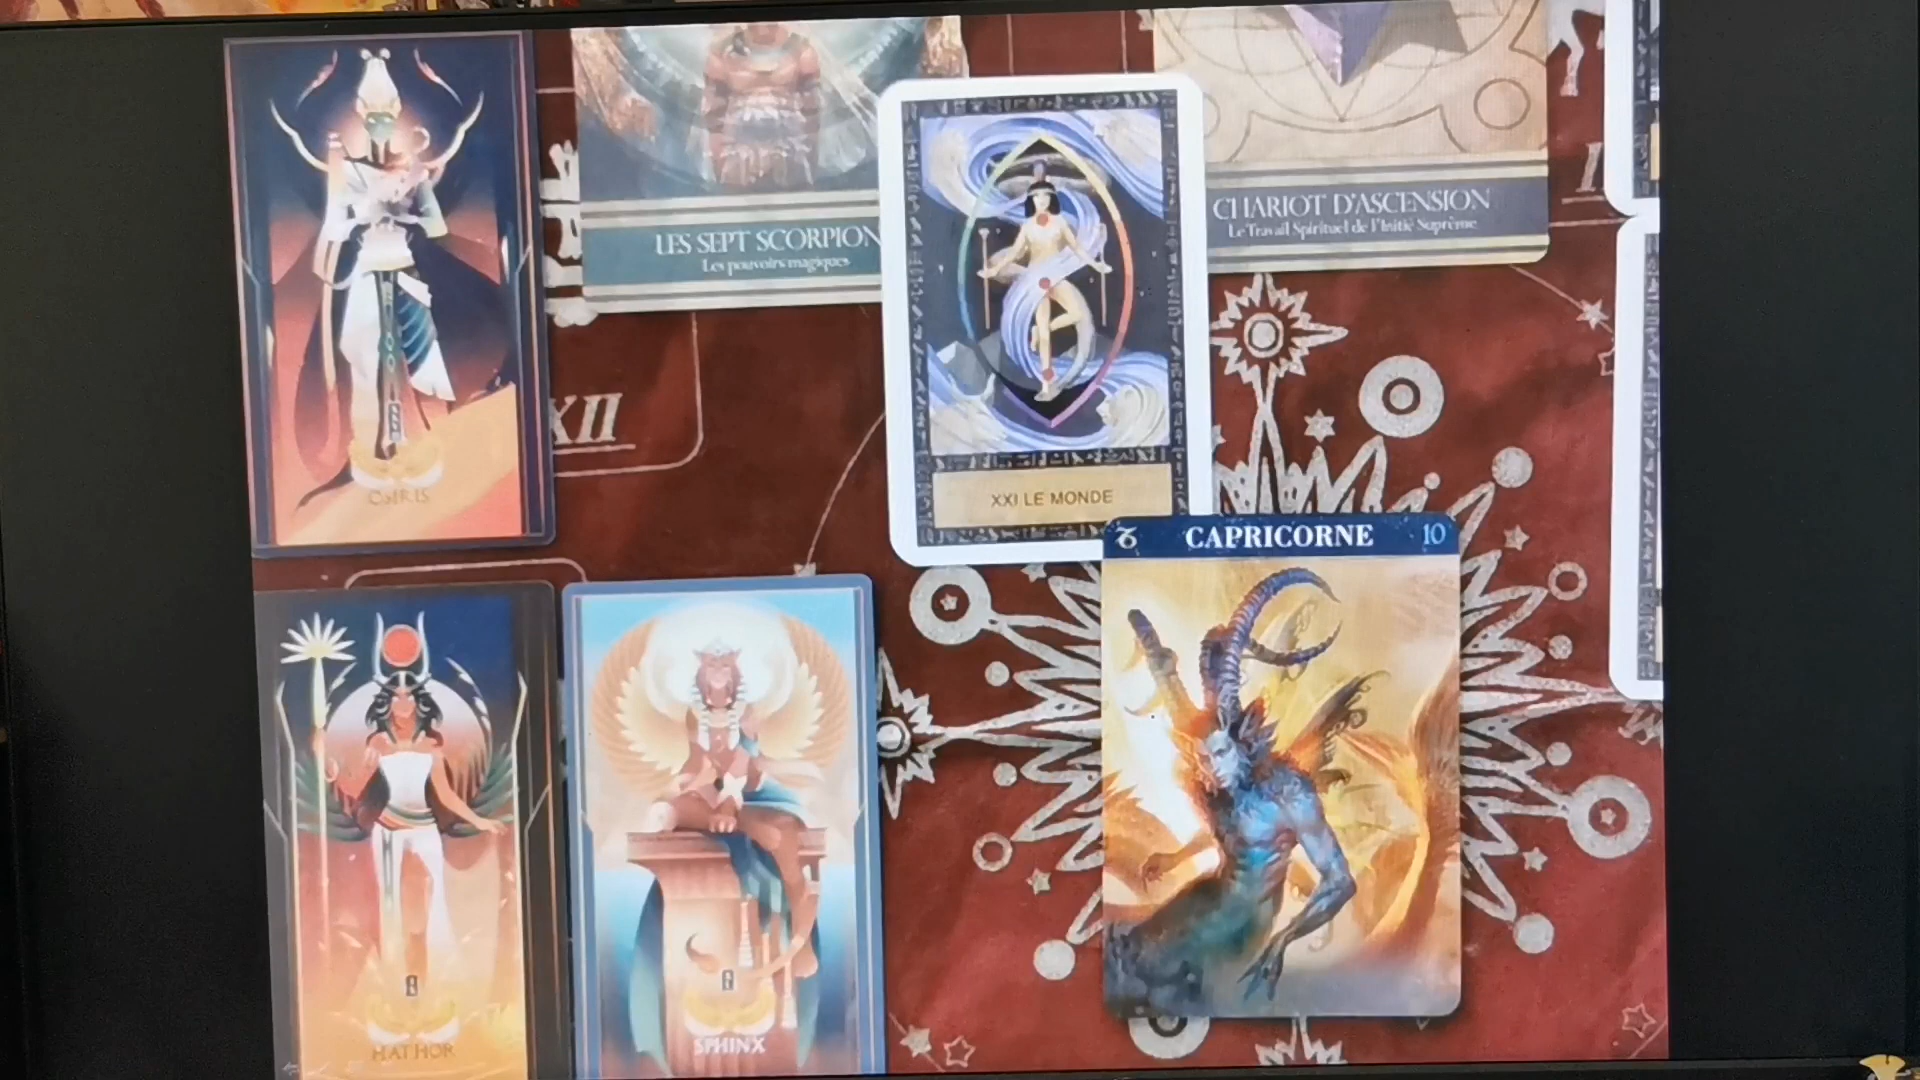 OSIRIS
LES SEPT SCORPION
Les pouvoirs magiques
CHARIOT D'ASCENSION
Le Travail Spirituel de l'Initié Suprême
XII
XXI LE MONDE
CAPRICORNE 10
HATHOR
SPHINX